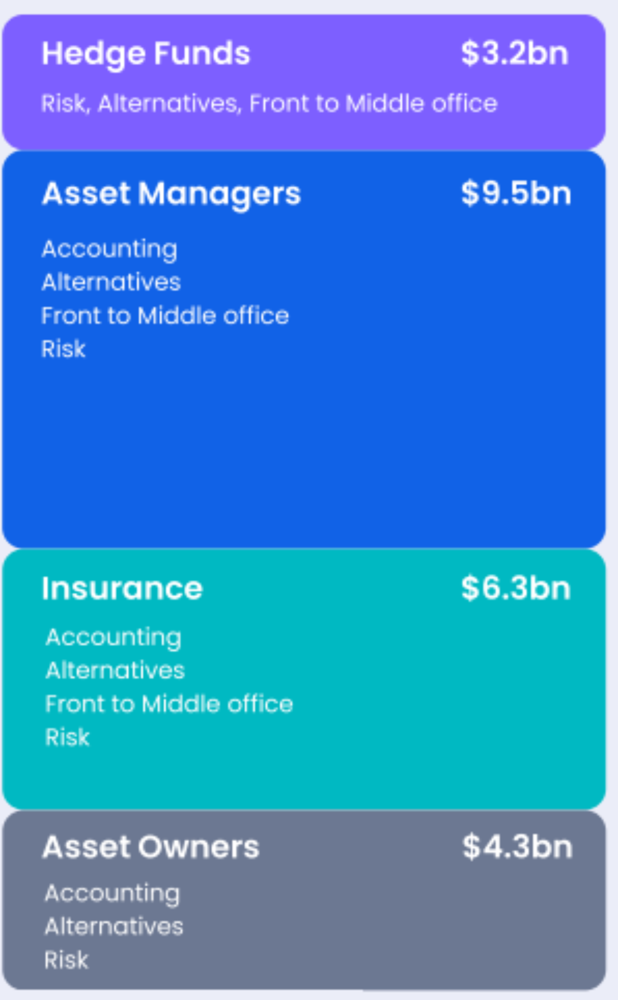 Hedge Funds $3.2bn
Risk, Alternatives, Front to Middle office
Asset Managers $9.5bn
Accounting
Alternatives
Front to Middle office
Risk
Insurance $6.3bn
Accounting
Alternatives
Front to Middle office
Risk
Asset Owners $4.3bn
Accounting
Alternatives
Risk